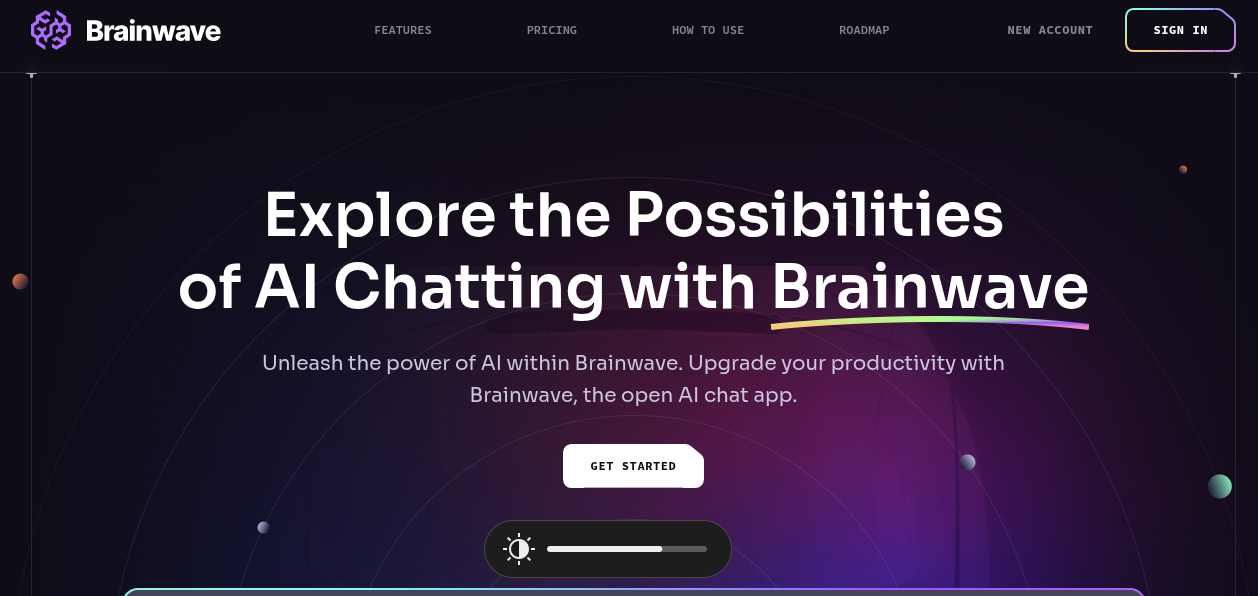 Brainwave
FEATURES
PRICING
HOW TO USE
ROADMAP
NEW ACCOUNT
SIGN IN
Explore the Possibilities
of AI Chatting with Brainwave
Unleash the power of AI within Brainwave. Upgrade your productivity with
Brainwave, the open AI chat app.
GET STARTED